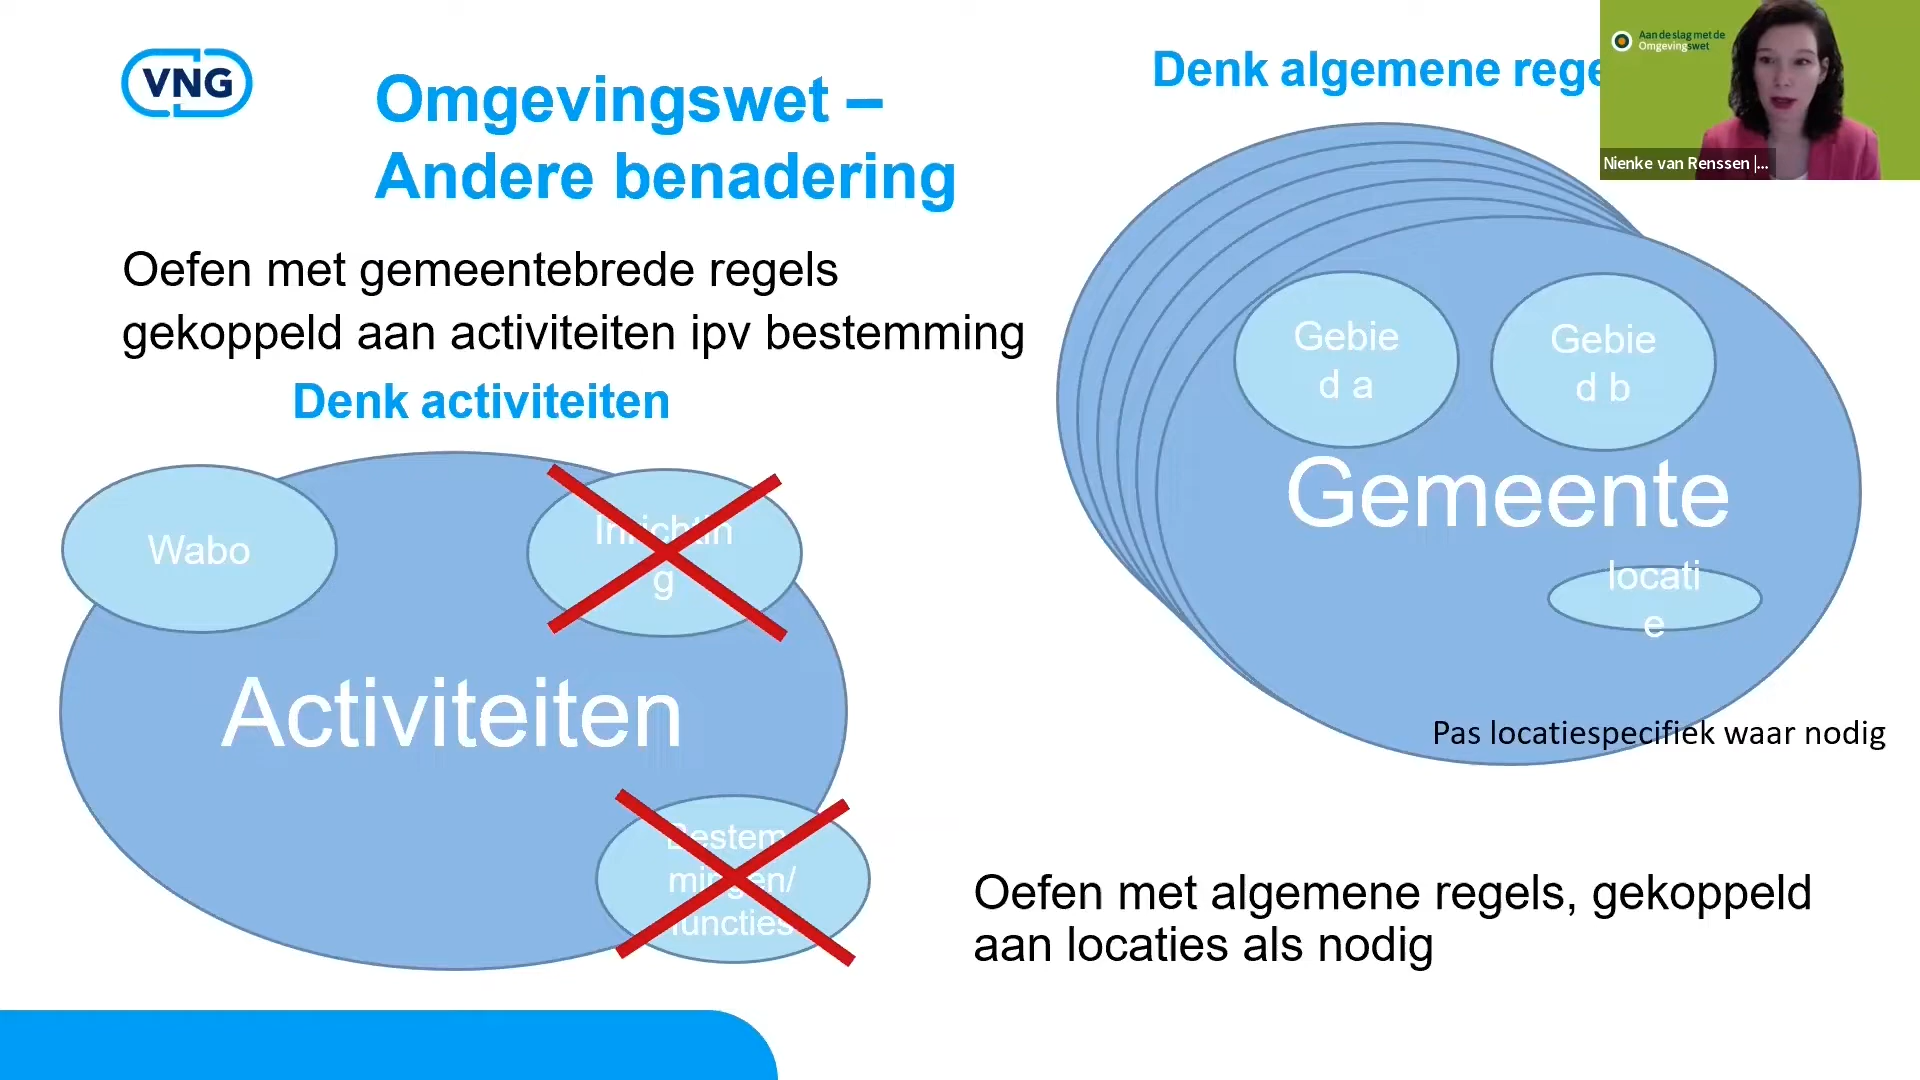 VNG
Omgevingswet –
Andere benadering
Oefen met gemeentebrede regels
gekoppeld aan activiteiten ipv bestemming
Denk activiteiten
Wabo
Inrichtin
g
Activiteiten
Bestem
mingen/
functies
Denk algemene rege
Aan de slag met de
Omgevingswet
Nienke van Renssen |...
Gebie
d a
Gebie
d b
Gemeente
locati
e
Pas locatiespecifiek waar nodig
Oefen met algemene regels, gekoppeld
aan locaties als nodig